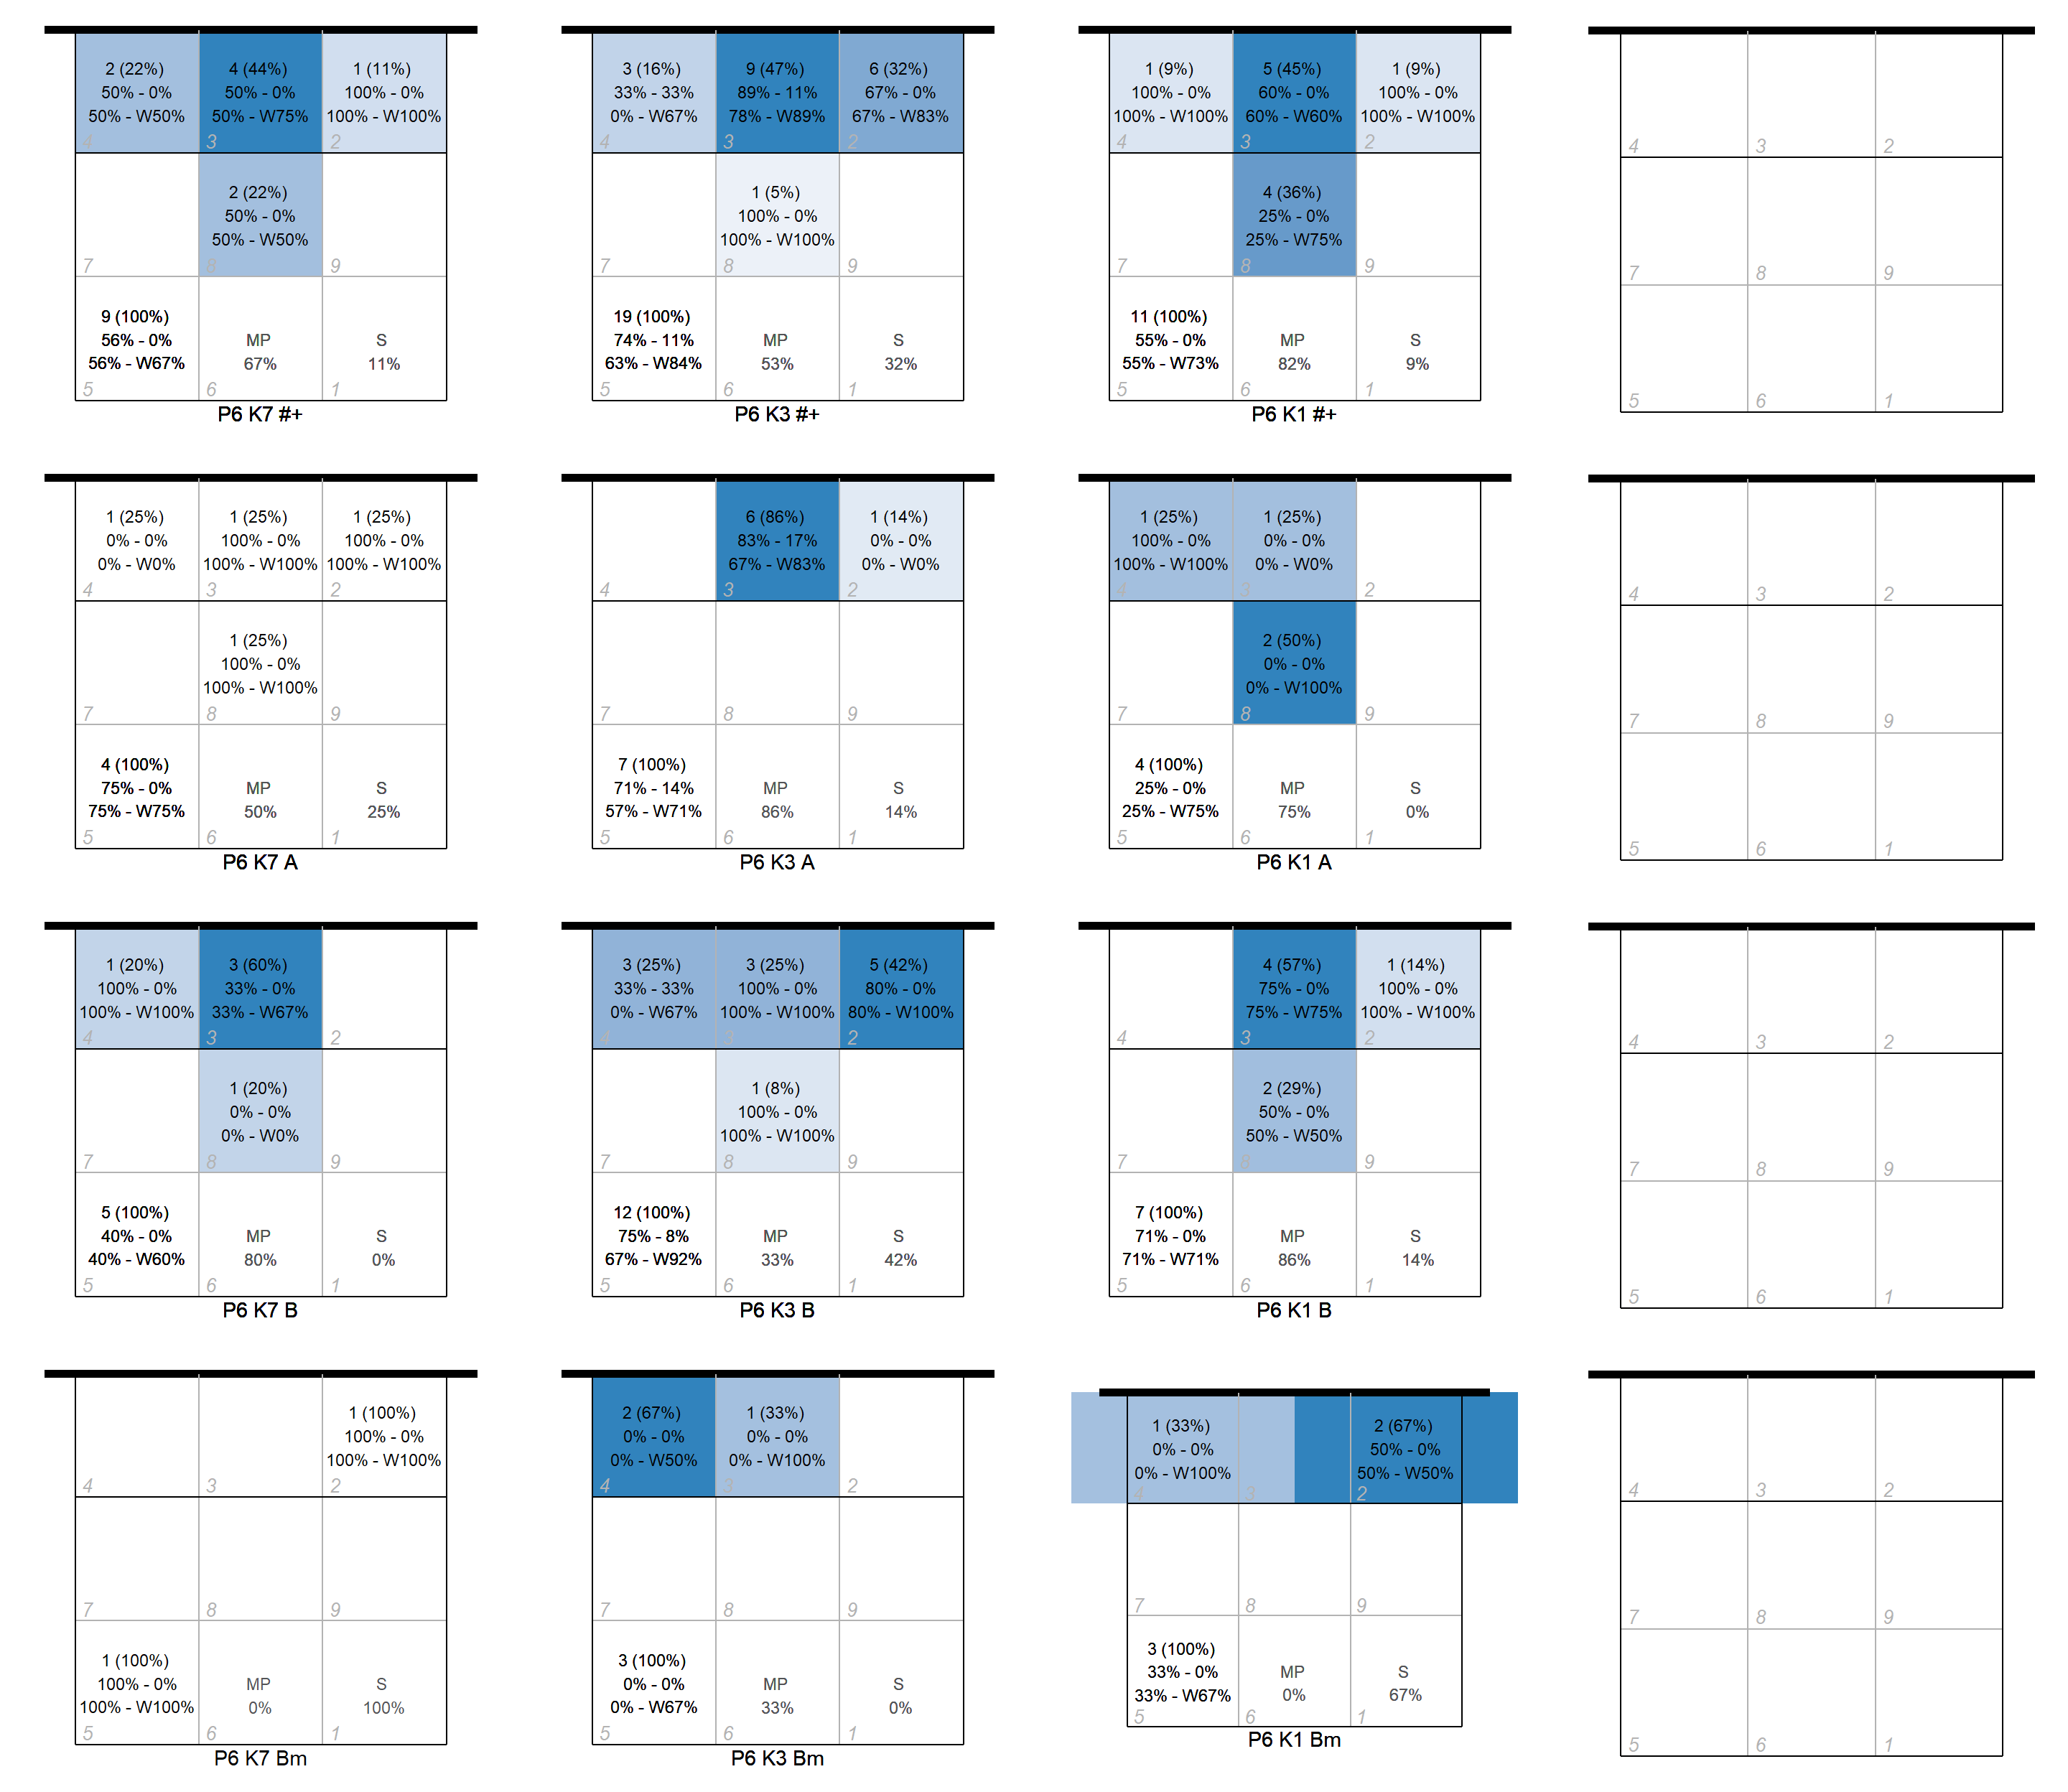 2 (22%)
50% - 0%
50% - W50%
4
4 (44%)
50% - 0%
50% - W75%
3
1 (11%)
100% - 0%
100% - W100%
2
7
2 (22%)
50% - 0%
50% - W50%
8
9
9 (100%)
56% - 0%
56% - W67%
5
MP
67%
6
S
11%
1
P6 K7 #+
3 (16%)
33% - 33%
0% - W67%
4
9 (47%)
89% - 11%
78% - W89%
3
6 (32%)
67% - 0%
67% - W83%
2
7
1 (5%)
100% - 0%
100% - W100%
8
9
19 (100%)
74% - 11%
63% - W84%
5
MP
53%
6
S
32%
1
P6 K3 #+
1 (9%)
100% - 0%
100% - W100%
4
5 (45%)
60% - 0%
60% - W60%
3
1 (9%)
100% - 0%
100% - W100%
2
7
4 (36%)
25% - 0%
25% - W75%
8
9
11 (100%)
55% - 0%
55% - W73%
5
MP
82%
6
S
9%
1
P6 K1 #+
4
3
2
7
8
9
5
6
1
1 (25%)
0% - 0%
0% - W0%
4
1 (25%)
100% - 0%
100% - W100%
3
1 (25%)
100% - 0%
100% - W100%
2
7
1 (25%)
100% - 0%
100% - W100%
8
9
4 (100%)
75% - 0%
75% - W75%
5
MP
50%
6
S
25%
1
P6 K7 A
4
6 (86%)
83% - 17%
67% - W83%
3
1 (14%)
0% - 0%
0% - W0%
2
7
8
9
7 (100%)
71% - 14%
57% - W71%
5
MP
86%
6
S
14%
1
P6 K3 A
1 (25%)
100% - 0%
100% - W100%
4
1 (25%)
0% - 0%
0% - W0%
3
2
7
2 (50%)
0% - 0%
0% - W100%
8
9
4 (100%)
25% - 0%
25% - W75%
5
MP
75%
6
S
0%
1
P6 K1 A
4
3
2
7
8
9
5
6
1
1 (20%)
100% - 0%
100% - W100%
4
3 (60%)
33% - 0%
33% - W67%
3
2
7
1 (20%)
0% - 0%
0% - W0%
8
9
5 (100%)
40% - 0%
40% - W60%
5
MP
80%
6
S
0%
1
P6 K7 B
3 (25%)
33% - 33%
0% - W67%
4
3 (25%)
100% - 0%
100% - W100%
3
5 (42%)
80% - 0%
80% - W100%
2
7
1 (8%)
100% - 0%
100% - W100%
8
9
12 (100%)
75% - 8%
67% - W92%
5
MP
33%
6
S
42%
1
P6 K3 B
4
4 (57%)
75% - 0%
75% - W75%
3
1 (14%)
100% - 0%
100% - W100%
2
7
2 (29%)
50% - 0%
50% - W50%
8
9
7 (100%)
71% - 0%
71% - W71%
5
MP
86%
6
S
14%
1
P6 K1 B
4
3
2
7
8
9
5
6
1
4
3
1 (100%)
100% - 0%
100% - W100%
2
7
8
9
1 (100%)
100% - 0%
100% - W100%
5
MP
0%
6
S
100%
1
P6 K7 Bm
2 (67%)
0% - 0%
0% - W50%
4
1 (33%)
0% - 0%
0% - W100%
3
2
7
8
9
3 (100%)
0% - 0%
0% - W67%
5
MP
33%
6
S
0%
1
P6 K3 Bm
1 (33%)
0% - 0%
0% - W100%
4
3
2 (67%)
50% - 0%
50% - W50%
2
7
8
9
3 (100%)
33% - 0%
33% - W67%
5
MP
0%
6
S
67%
1
P6 K1 Bm
4
3
2
7
8
9
5
6
1